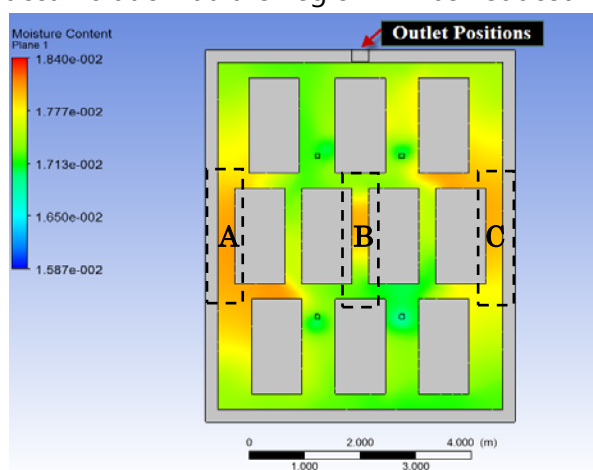 Moisture Content
Plane 1
1.840e-002
1.777e-002
1.713e-002
1.650e-002
1.587e-002
Outlet Positions
A
B
C
0
2.000
4.000
(m)
1.000
3.000